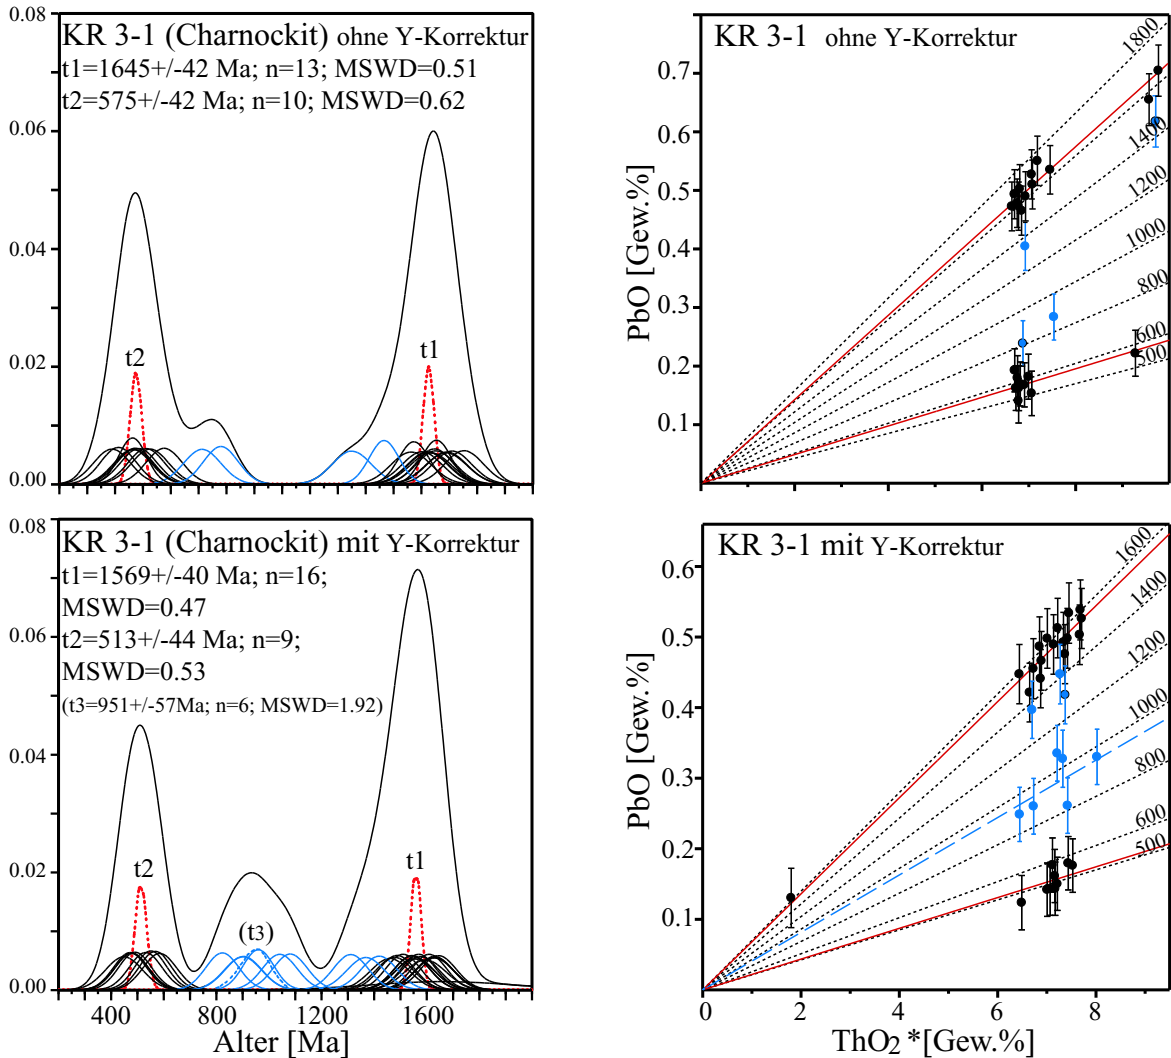 0.08
0.06
0.04
0.02
0.00
KR 3-1 (Charnockit) ohne Y-Korrektur
t1=1645+/-42 Ma; n=13; MSWD=0.51
t2=575+/-42 Ma; n=10; MSWD=0.62
t2
t1
KR 3-1 ohne Y-Korrektur
PbO [Gew.%]
0.7
0.6
0.5
0.4
0.3
0.2
0.1
1800
1400
1200
1000
800
600
500
0.08
0.06
0.04
0.02
0.00
KR 3-1 (Charnockit) mit Y-Korrektur
t1=1569+/-40 Ma; n=16;
MSWD=0.47
t2=513+/-44 Ma; n=9;
MSWD=0.53
(t3=951+/-57Ma; n=6; MSWD=1.92)
t2
(t3)
t1
400 800 1200 1600
Alter [Ma]
KR 3-1 mit Y-Korrektur
PbO [Gew.%]
0.6
0.5
0.4
0.3
0.2
0.1
1600
1400
1200
1000
800
600
500
0 2 4 6 8
ThO2 *[Gew.%]